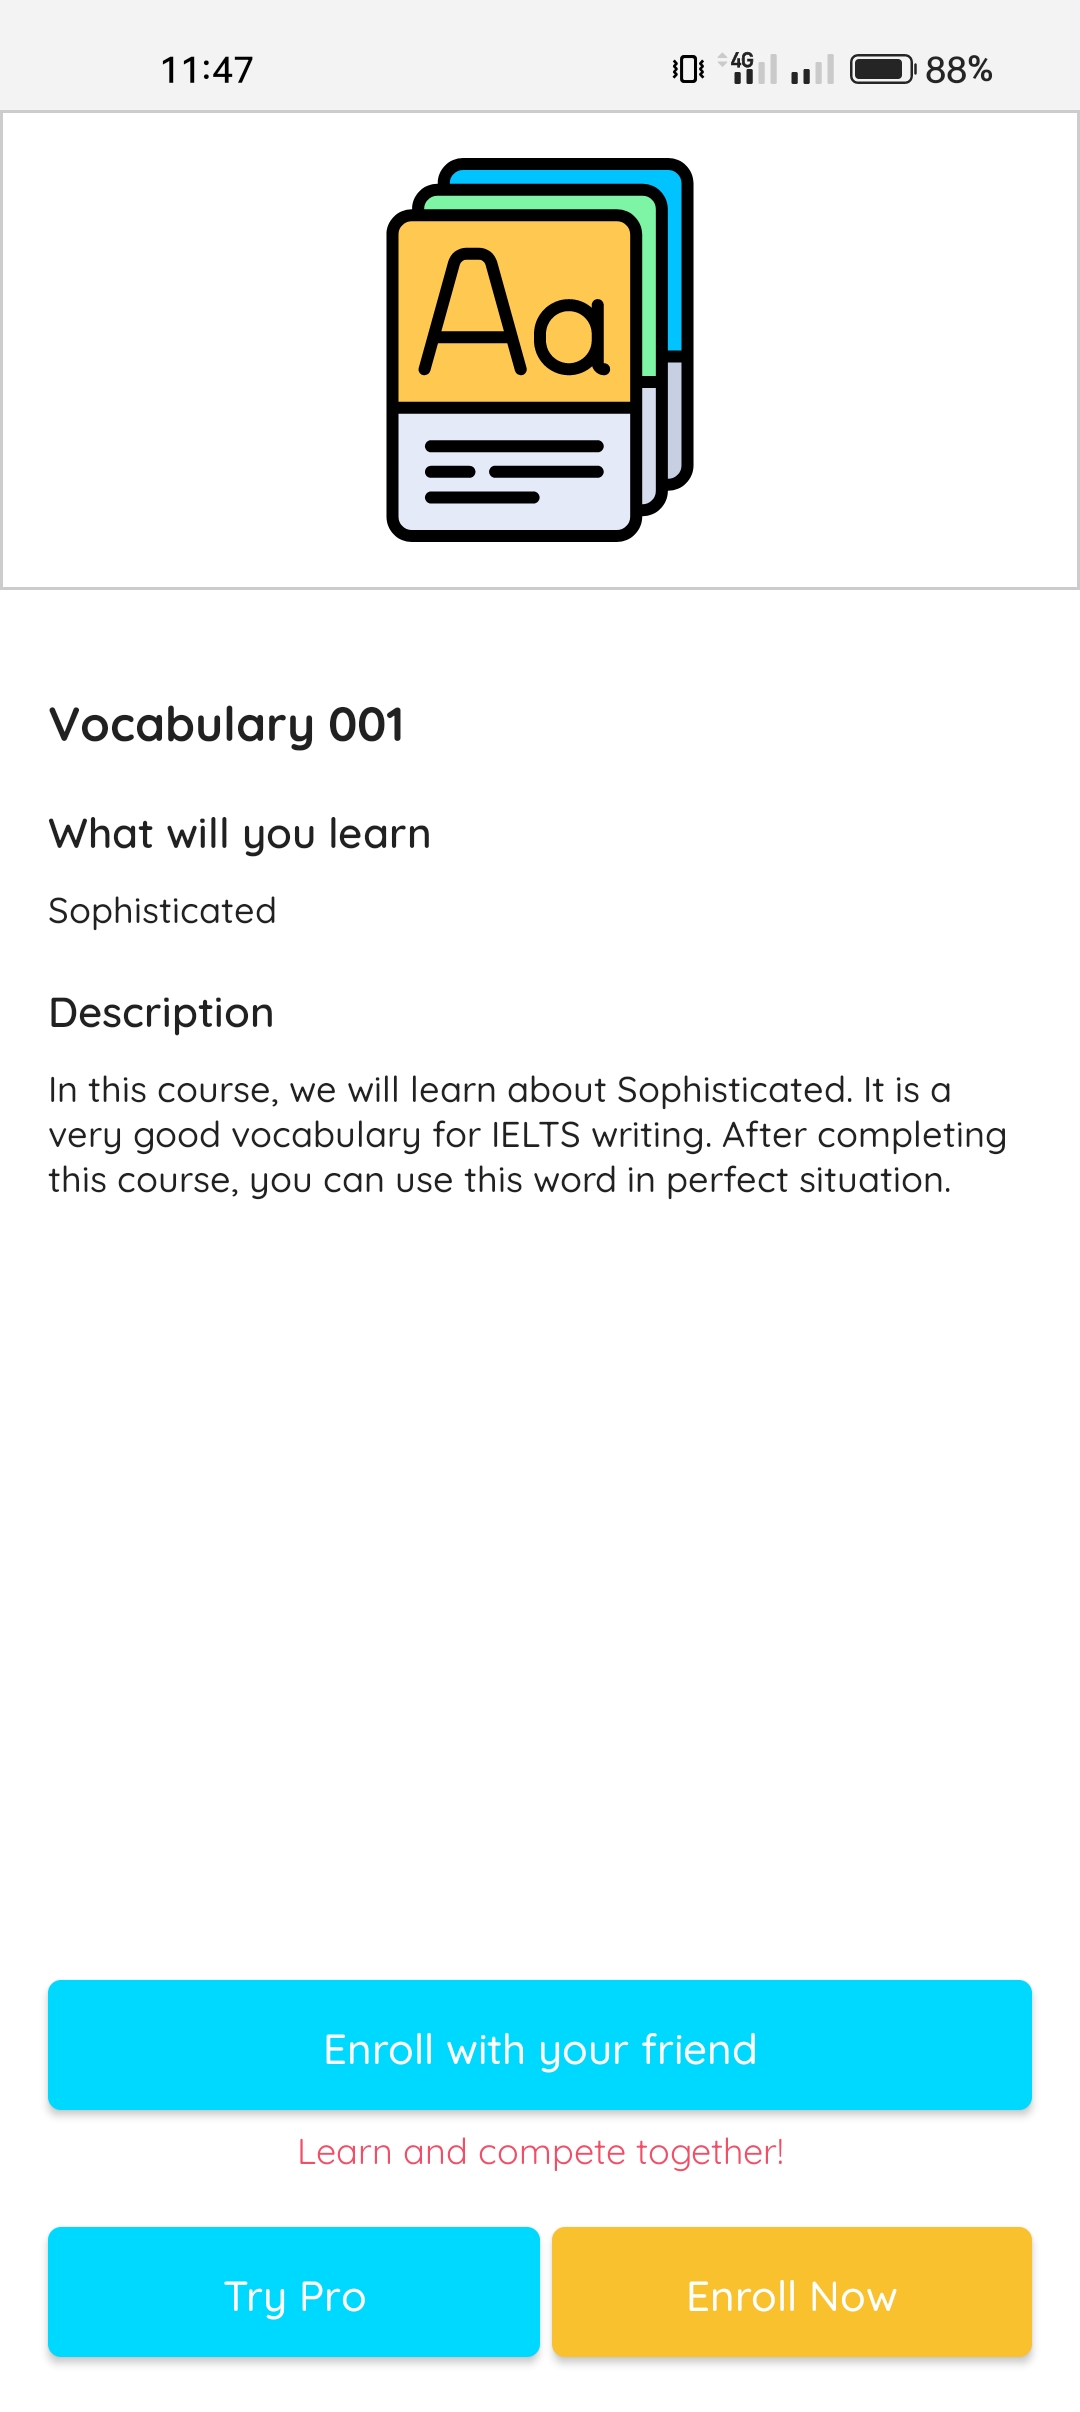 11:47
4G
88%
Aa
Vocabulary 001
What will you learn
Sophisticated
Description
In this course, we will learn about Sophisticated. It is a
very good vocabulary for IELTS writing. After completing
this course, you can use this word in perfect situation.
Enroll with your friend
Learn and compete together!
Try Pro
Enroll Now